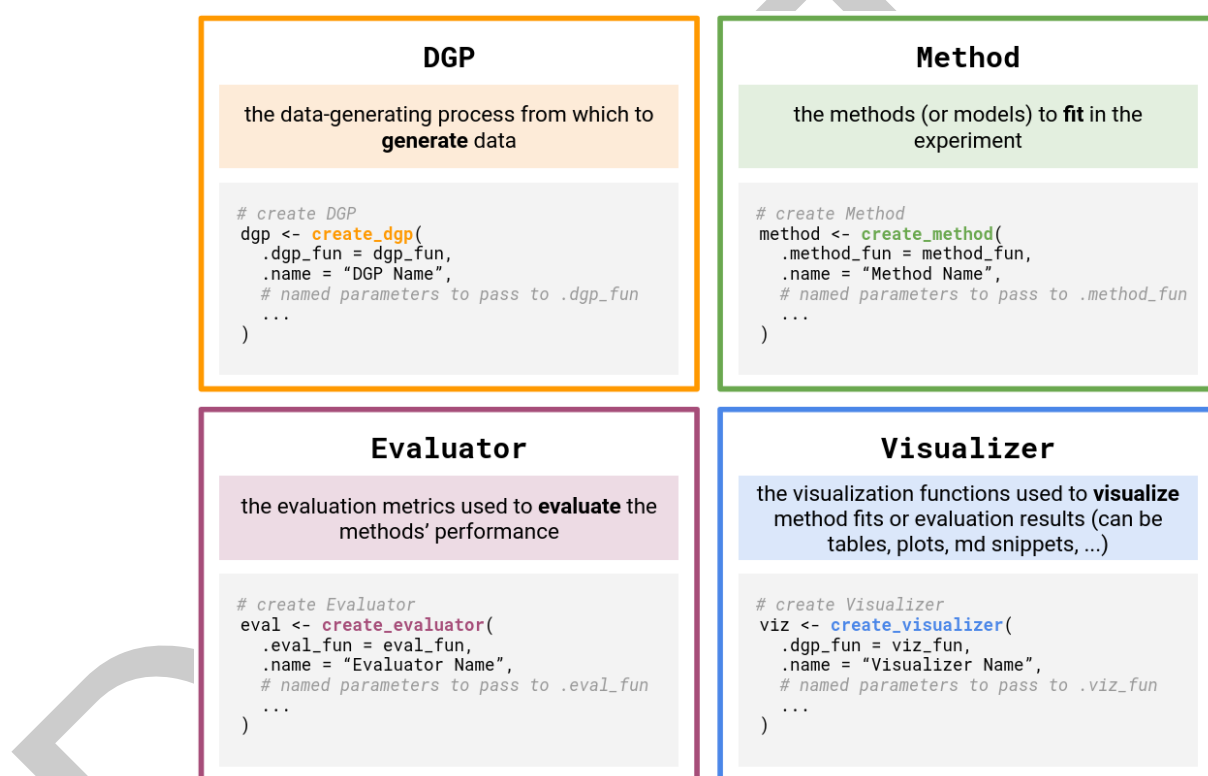 DGP
the data-generating process from which to
generate data
# create DGP
dgp <- create_dgp(
.dgp_fun = dgp_fun,
.name = “DGP Name”,
# named parameters to pass to .dgp_fun
...
)
Method
the methods (or models) to fit in the
experiment
# create Method
method <- create_method(
.method_fun = method_fun,
.name = “Method Name”,
# named parameters to pass to .method_fun
...
)
Evaluator
the evaluation metrics used to evaluate the
methods’ performance
# create Evaluator
eval <- create_evaluator(
.eval_fun = eval_fun,
.name = “Evaluator Name”,
# named parameters to pass to .eval_fun
...
)
Visualizer
the visualization functions used to visualize
method fits or evaluation results (can be
tables, plots, md snippets, ...)
# create Visualizer
viz <- create_visualizer(
.dgp_fun = viz_fun,
.name = “Visualizer Name”,
# named parameters to pass to .viz_fun
...
)